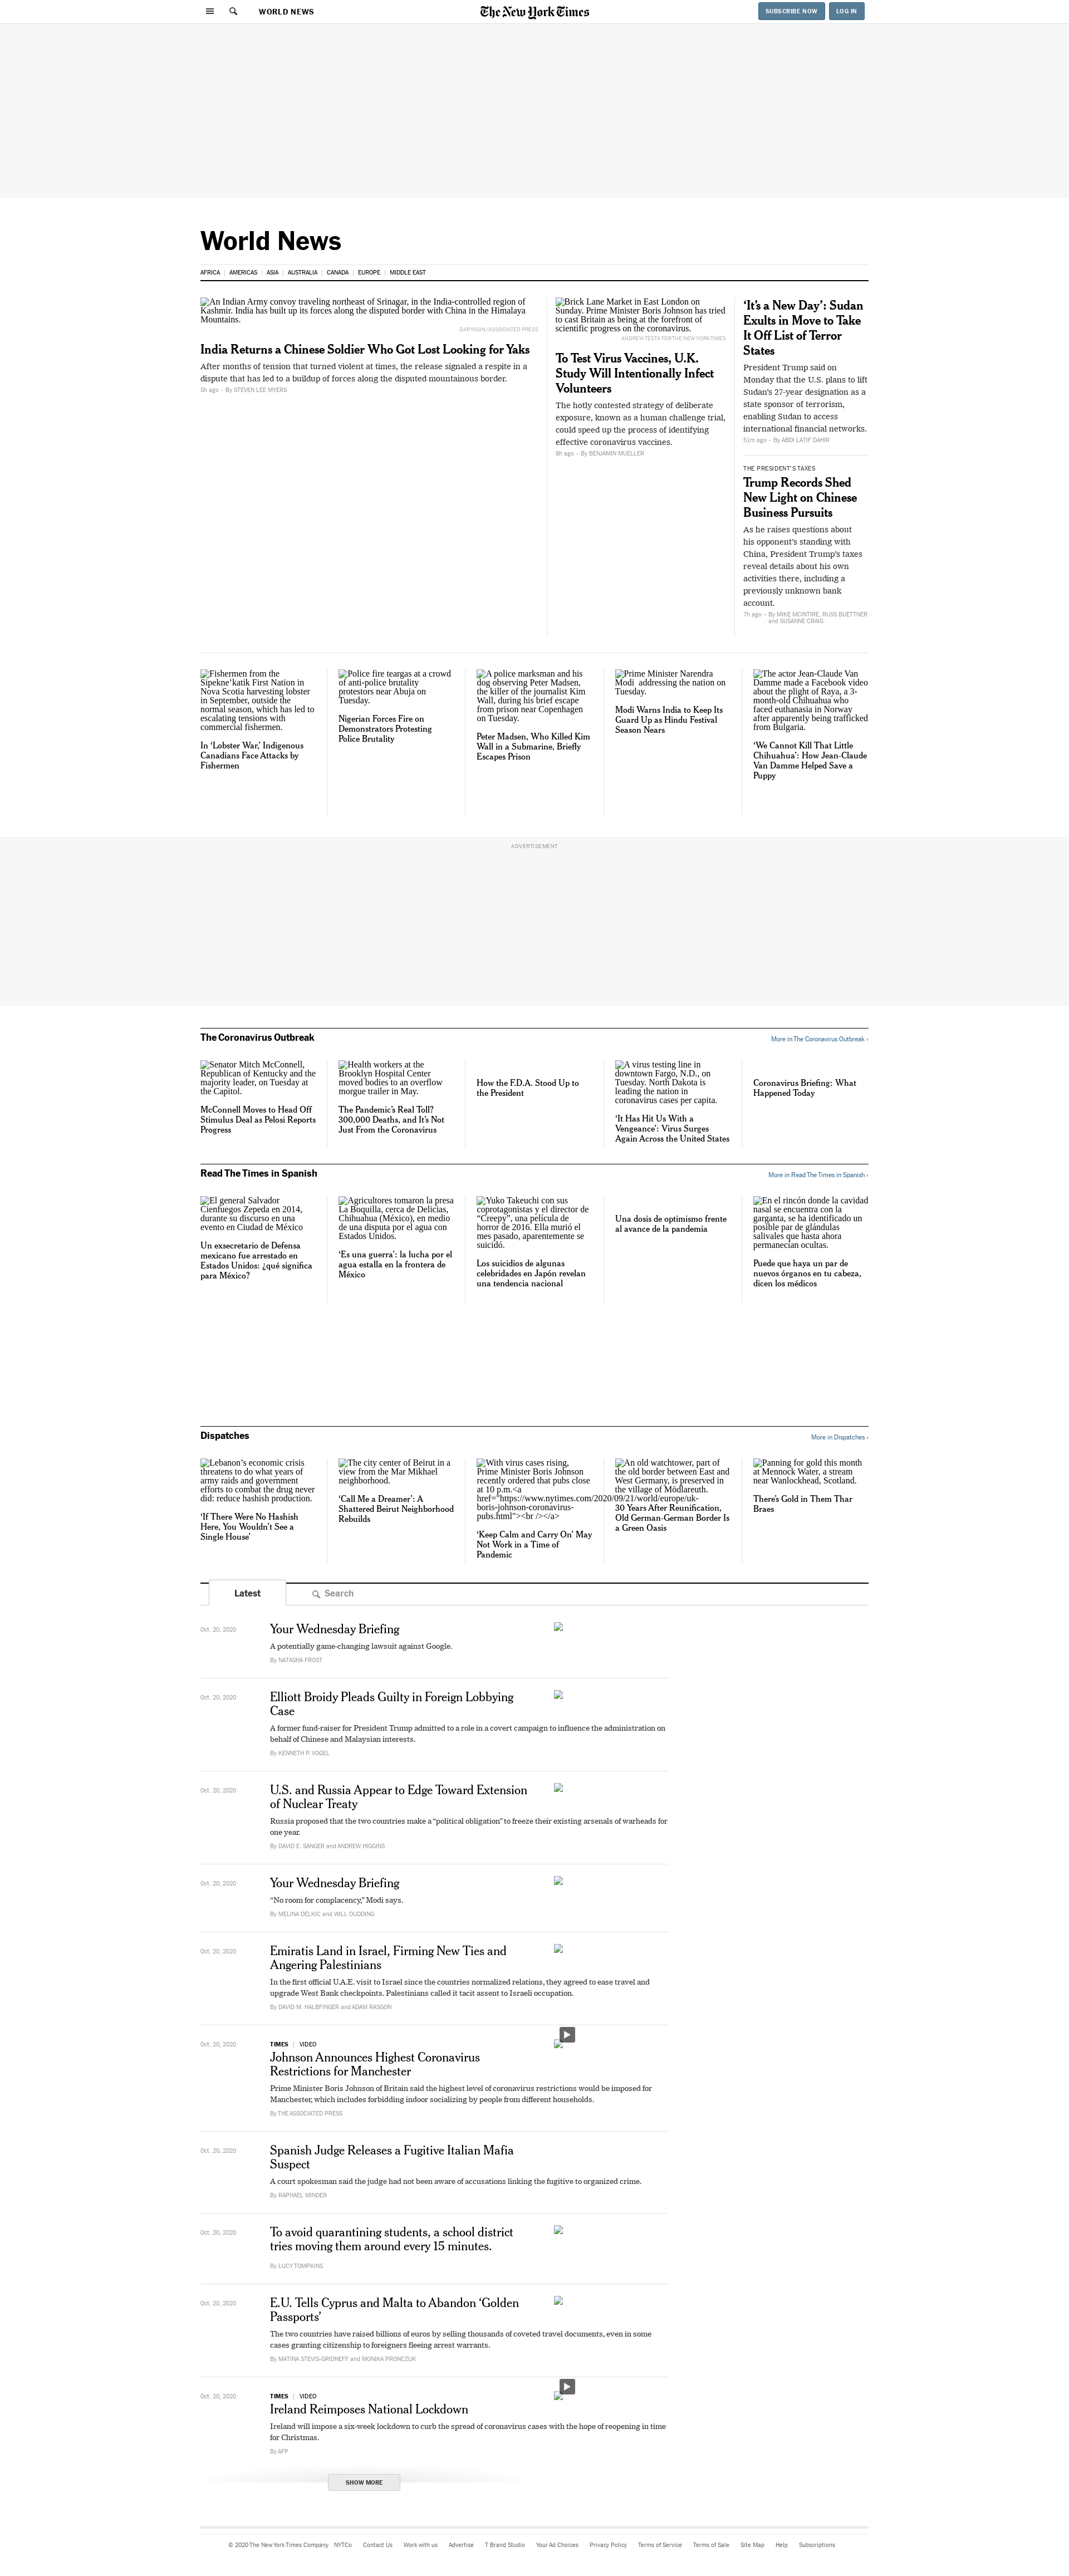 WORLD NEWS
The New York Times
SUBSCRIBE NOW
LOG IN
World News
AFRICA
AMERICAS
ASIA
AUSTRALIA
CANADA
EUROPE
MIDDLE EAST
An Indian Army convoy traveling northeast of Srinagar, in the India-controlled region of
Kashmir. India has built up its forces along the disputed border with China in the Himalaya
Mountains.
DAR YASIN/ASSOCIATED PRESS
India Returns a Chinese Soldier Who Got Lost Looking for Yaks
After months of tension that turned violent at times, the release signaled a respite in a
dispute that has led to a buildup of forces along the disputed mountainous border.
5h ago - By STEVEN LEE MYERS
Brick Lane Market in East London on
Sunday. Prime Minister Boris Johnson has tried
to cast Britain as being at the forefront of
scientific progress on the coronavirus.
ANDREW TESTA FOR THE NEW YORK TIMES
To Test Virus Vaccines, U.K.
Study Will Intentionally Infect
Volunteers
The hotly contested strategy of deliberate
exposure, known as a human challenge trial,
could speed up the process of identifying
effective coronavirus vaccines.
8h ago - By BENJAMIN MUELLER
‘It’s a New Day’: Sudan
Exults in Move to Take
It Off List of Terror
States
President Trump said on
Monday that the U.S. plans to lift
Sudan’s 27-year designation as a
state sponsor of terrorism,
enabling Sudan to access
international financial networks.
51m ago - By ABDI LATIF DAHIR
THE PRESIDENT’S TAXES
Trump Records Shed
New Light on Chinese
Business Pursuits
As he raises questions about
his opponent’s standing with
China, President Trump’s taxes
reveal details about his own
activities there, including a
previously unknown bank
account.
7h ago - By MIKE McINTIRE, RUSS BUETTNER
and SUSANNE CRAIG
Fishermen from the
Sipekne’katik First Nation in
Nova Scotia harvesting lobster
in September, outside the
normal season, which has led to
escalating tensions with
commercial fishermen.
In ‘Lobster War,’ Indigenous
Canadians Face Attacks by
Fishermen
Police fire teargas at a crowd
of anti-police brutality
protestors near Abuja on
Tuesday.
Nigerian Forces Fire on
Demonstrators Protesting
Police Brutality
A police marksman and his
dog observing Peter Madsen,
the killer of the journalist Kim
Wall, during his brief escape
from prison near Copenhagen
on Tuesday.
Peter Madsen, Who Killed Kim
Wall in a Submarine, Briefly
Escapes Prison
Prime Minister Narendra
Modi addressing the nation on
Tuesday.
Modi Warns India to Keep Its
Guard Up as Hindu Festival
Season Nears
The actor Jean-Claude Van
Damme made a Facebook video
about the plight of Raya, a 3-
month-old Chihuahua who
faced euthanasia in Norway
after apparently being trafficked
from Bulgaria.
‘We Cannot Kill That Little
Chihuahua’: How Jean-Claude
Van Damme Helped Save a
Puppy
ADVERTISEMENT
The Coronavirus Outbreak
More in The Coronavirus Outbreak ›
Senator Mitch McConnell,
Republican of Kentucky and the
majority leader, on Tuesday at
the Capitol.
McConnell Moves to Head Off
Stimulus Deal as Pelosi Reports
Progress
Health workers at the
Brooklyn Hospital Center
moved bodies to an overflow
morgue trailer in May.
The Pandemic’s Real Toll?
300,000 Deaths, and It’s Not
Just From the Coronavirus
How the F.D.A. Stood Up to
the President
A virus testing line in
downtown Fargo, N.D., on
Tuesday. North Dakota is
leading the nation in
coronavirus cases per capita.
‘It Has Hit Us With a
Vengeance’: Virus Surges
Again Across the United States
Coronavirus Briefing: What
Happened Today
Read The Times in Spanish
More in Read The Times in Spanish ›
El general Salvador
Cienfuegos Zepeda en 2014,
durante su discurso en una
evento en Ciudad de México
Un exsecretario de Defensa
mexicano fue arrestado en
Estados Unidos: ¿qué significa
para México?
Agricultores tomaron la presa
La Boquilla, cerca de Delicias,
Chihuahua (México), en medio
de una disputa por el agua con
Estados Unidos.
‘Es una guerra’: la lucha por el
agua estalla en la frontera de
México
Yuko Takeuchi con sus
coprotagonistas y el director de
“Creepy”, una película de
horror de 2016. Ella murió el
mes pasado, aparentemente se
suicidó.
Los suicidios de algunas
celebridades en Japón revelan
una tendencia nacional
Una dosis de optimismo frente
al avance de la pandemia
En el rincón donde la cavidad
nasal se encuentra con la
garganta, se ha identificado un
posible par de glándulas
salivales que hasta ahora
permanecían ocultas.
Puede que haya un par de
nuevos órganos en tu cabeza,
dicen los médicos
Dispatches
More in Dispatches ›
Lebanon’s economic crisis
threatens to do what years of
army raids and government
efforts to combat the drug never
did: reduce hashish production.
‘If There Were No Hashish
Here, You Wouldn’t See a
Single House’
The city center of Beirut in a
view from the Mar Mikhael
neighborhood.
‘Call Me a Dreamer’: A
Shattered Beirut Neighborhood
Rebuilds
With virus cases rising,
Prime Minister Boris Johnson
recently ordered that pubs close
at 10 p.m.<a
href="https://www.nytimes.com/2020/09/21/world/europe/uk-
boris-johnson-coronavirus-
pubs.html"><br /></a>
‘Keep Calm and Carry On’ May
Not Work in a Time of
Pandemic
An old watchtower, part of
the old border between East and
West Germany, is preserved in
the village of Mödlareuth.
30 Years After Reunification,
Old German-German Border Is
a Green Oasis
Panning for gold this month
at Mennock Water, a stream
near Wanlockhead, Scotland.
There’s Gold in Them Thar
Braes
Latest
Search
Oct. 20, 2020
Your Wednesday Briefing
A potentially game-changing lawsuit against Google.
By NATASHA FROST
Oct. 20, 2020
Elliott Broidy Pleads Guilty in Foreign Lobbying
Case
A former fund-raiser for President Trump admitted to a role in a covert campaign to influence the administration on
behalf of Chinese and Malaysian interests.
By KENNETH P. VOGEL
Oct. 20, 2020
U.S. and Russia Appear to Edge Toward Extension
of Nuclear Treaty
Russia proposed that the two countries make a “political obligation” to freeze their existing arsenals of warheads for
one year.
By DAVID E. SANGER and ANDREW HIGGINS
Oct. 20, 2020
Your Wednesday Briefing
“No room for complacency,” Modi says.
By MELINA DELKIC and WILL DUDDING
Oct. 20, 2020
Emiratis Land in Israel, Firming New Ties and
Angering Palestinians
In the first official U.A.E. visit to Israel since the countries normalized relations, they agreed to ease travel and
upgrade West Bank checkpoints. Palestinians called it tacit assent to Israeli occupation.
By DAVID M. HALBFINGER and ADAM RASGON
Oct. 20, 2020
TIMES | VIDEO
Johnson Announces Highest Coronavirus
Restrictions for Manchester
Prime Minister Boris Johnson of Britain said the highest level of coronavirus restrictions would be imposed for
Manchester, which includes forbidding indoor socializing by people from different households.
By THE ASSOCIATED PRESS
Oct. 20, 2020
Spanish Judge Releases a Fugitive Italian Mafia
Suspect
A court spokesman said the judge had not been aware of accusations linking the fugitive to organized crime.
By RAPHAEL MINDER
Oct. 20, 2020
To avoid quarantining students, a school district
tries moving them around every 15 minutes.
By LUCY TOMPKINS
Oct. 20, 2020
E.U. Tells Cyprus and Malta to Abandon ‘Golden
Passports’
The two countries have raised billions of euros by selling thousands of coveted travel documents, even in some
cases granting citizenship to foreigners fleeing arrest warrants.
By MATINA STEVIS-GRIDNEFF and MONIKA PRONCZUK
Oct. 20, 2020
TIMES | VIDEO
Ireland Reimposes National Lockdown
Ireland will impose a six-week lockdown to curb the spread of coronavirus cases with the hope of reopening in time
for Christmas.
By AFP
SHOW MORE
© 2020 The New York Times Company NYTCo Contact Us Work with us Advertise T Brand Studio Your Ad Choices Privacy Policy Terms of Service Terms of Sale Site Map Help Subscriptions